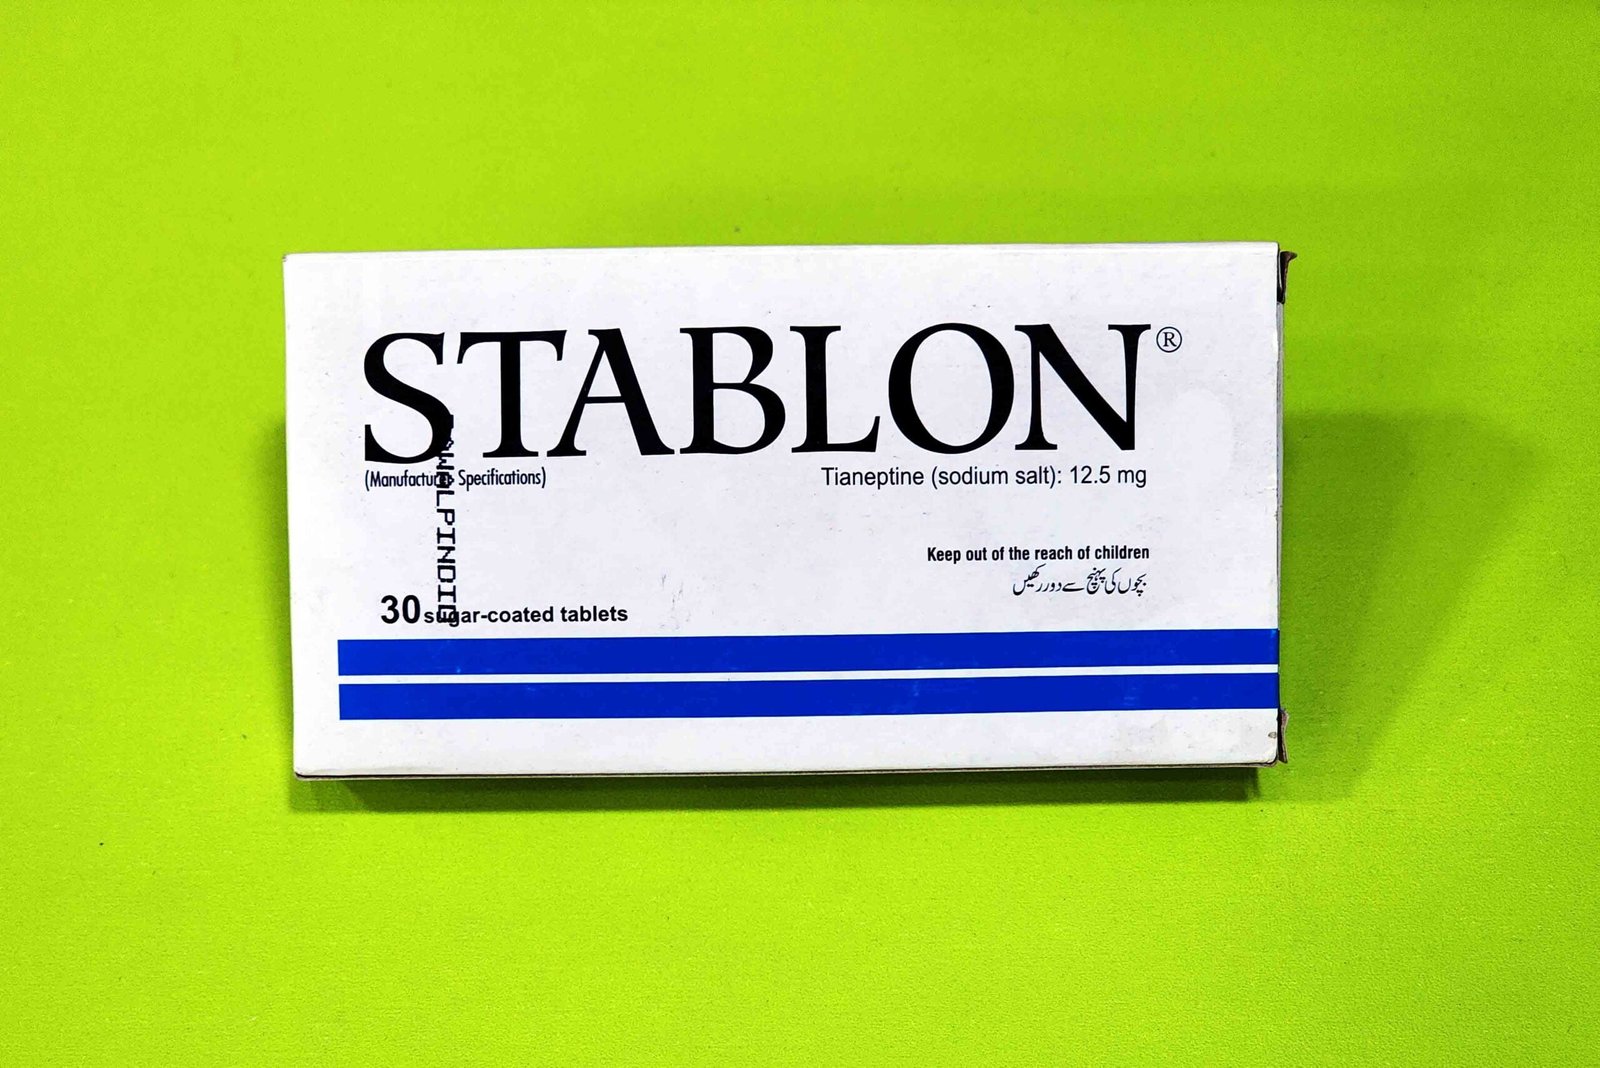 STABLON®
(Manufacturer Specifications)
Tianeptine (sodium salt): 12.5 mg
Keep out of the reach of children
بچوں کی پہنچ سے دور رکھیں
30 sugar-coated tablets